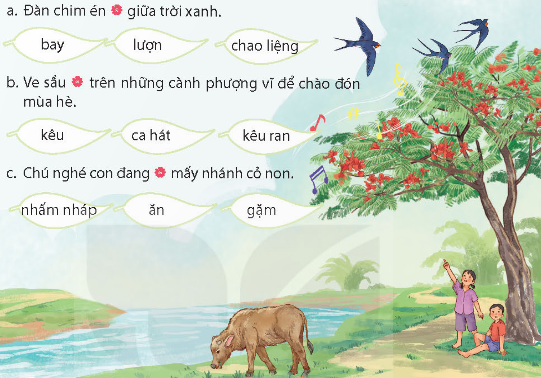 a. Đàn chim én giữa trời xanh.
bay lượn chao liệng
b. Ve sầu trên những cành phượng vĩ để chào đón
mùa hè.
kêu ca hát kêu ran
c. Chú nghé con đang mấy nhánh cỏ non.
nhấm nháp ăn gặm